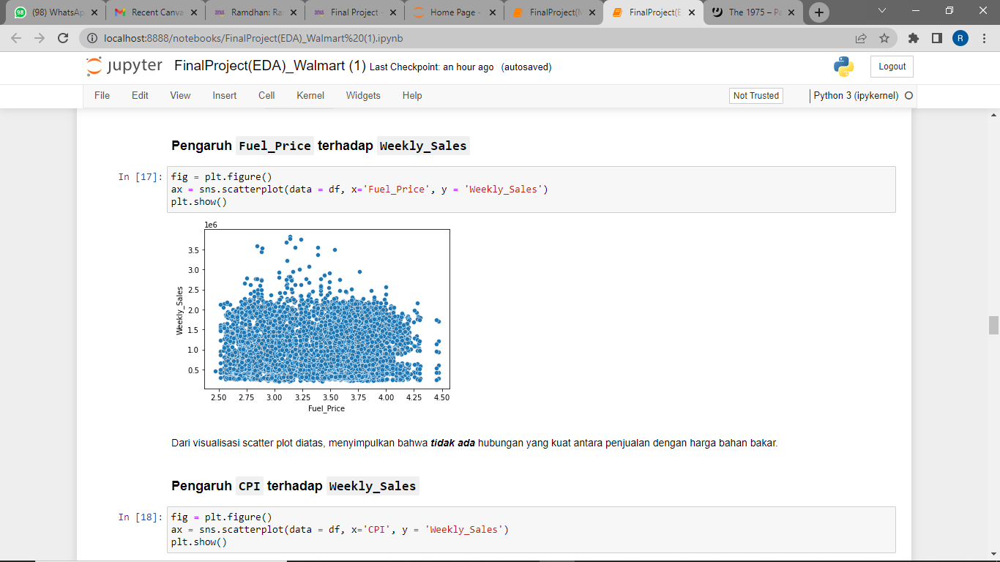 (98) WhatsAp
Recent Canva
Ramdhan: Ra
Final Project -
Home Page -
FinalProject(
FinalProject(E
The 1975 – Pa
localhost:8888/notebooks/FinalProject(EDA)_Walmart%20(1).ipynb
R
jupyter FinalProject(EDA)_Walmart (1) Last Checkpoint: an hour ago (autosaved)
Logout
File Edit View Insert Cell Kernel Widgets Help
Not Trusted
Python 3 (ipykernel)
Pengaruh Fuel_Price terhadap Weekly_Sales
In [17]:
fig = plt.figure()
ax = sns.scatterplot(data = df, x='Fuel_Price', y = 'Weekly_Sales')
plt.show()
1e6
3.5
3.0
2.5
2.0
1.5
1.0
0.5
Weekly_Sales
2.50 2.75 3.00 3.25 3.50 3.75 4.00 4.25 4.50
Fuel_Price
Dari visualisasi scatter plot diatas, menyimpulkan bahwa tidak ada hubungan yang kuat antara penjualan dengan harga bahan bakar.
Pengaruh CPI terhadap Weekly_Sales
In [18]:
fig = plt.figure()
ax = sns.scatterplot(data = df, x='CPI', y = 'Weekly_Sales')
plt.show()